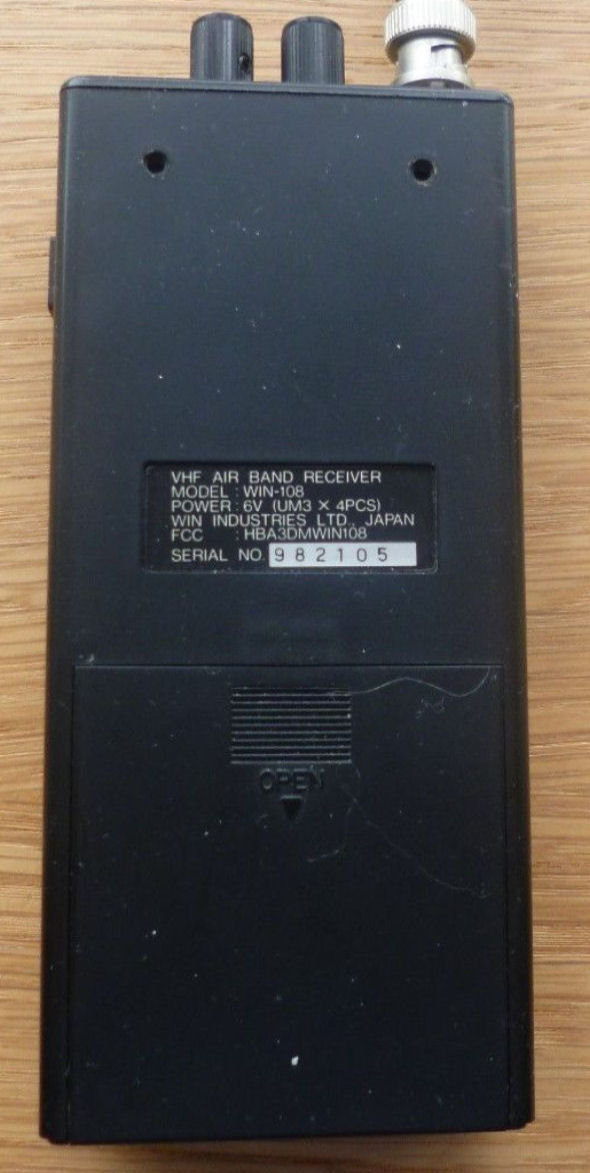 VHF AIR BAND RECEIVER
MODEL : WIN-108
POWER : 6V (UM3 × 4PCS)
WIN INDUSTRIES LTD. JAPAN
FCC : HBA3DMWIN108
SERIAL NO. 982105
OPEN